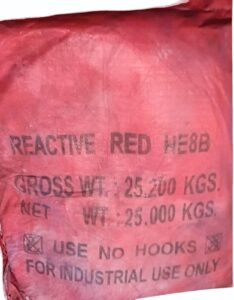 REACTIVE RED HE8B
GROSS WT. : 25.200 KGS.
NET WT. : 25.000 KGS.
USE NO HOOKS
FOR INDUSTRIAL USE ONLY